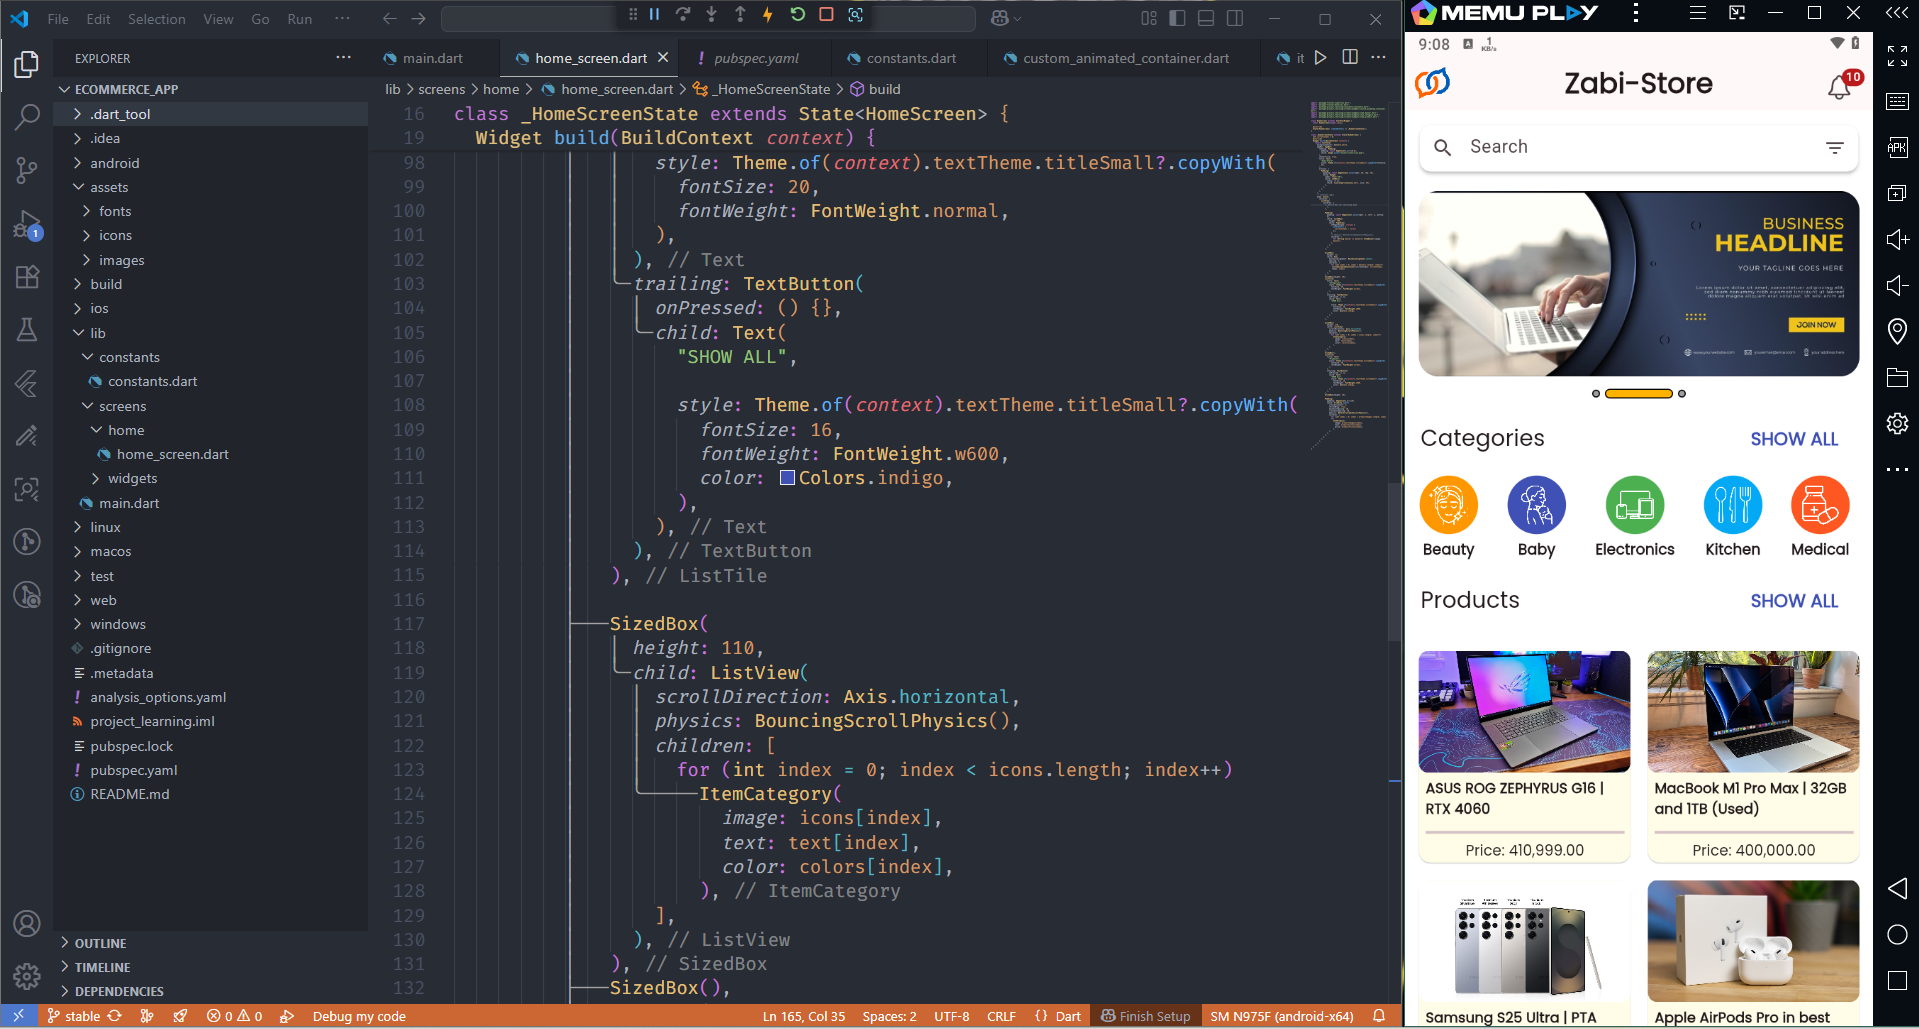 File Edit Selection View Go Run ···
EXPLORER
ECOMMERCE_APP
.dart_tool
.idea
android
assets
fonts
icons
images
build
ios
lib
constants
constants.dart
screens
home
home_screen.dart
widgets
main.dart
linux
macos
test
web
windows
.gitignore
.metadata
analysis_options.yaml
project_learning.iml
pubspec.lock
pubspec.yaml
README.md
OUTLINE
TIMELINE
DEPENDENCIES
1
main.dart home_screen.dart pubspec.yaml constants.dart custom_animated_container.dart it
lib > screens > home > home_screen.dart > _HomeScreenState > build
16 class _HomeScreenState extends State<HomeScreen> {
19 Widget build(BuildContext context) {
98 style: Theme.of(context).textTheme.titleSmall?.copyWith(
99 fontSize: 20,
100 fontWeight: FontWeight.normal,
101 ),
102 ), // Text
103 trailing: TextButton(
104 onPressed: () {},
105 child: Text(
106 "SHOW ALL",
107
108 style: Theme.of(context).textTheme.titleSmall?.copyWith(
109 fontSize: 16,
110 fontWeight: FontWeight.w600,
111 color: Colors.indigo,
112 ),
113 ), // Text
114 ), // TextButton
115 ), // ListTile
116
117 SizedBox(
118 height: 110,
119 child: ListView(
120 scrollDirection: Axis.horizontal,
121 physics: BouncingScrollPhysics(),
122 children: [
123 for (int index = 0; index < icons.length; index++)
124 ItemCategory(
125 image: icons[index],
126 text: text[index],
127 color: colors[index],
128 ), // ItemCategory
129 ],
130 ), // ListView
131 ), // SizedBox
132 SizedBox(),
stable 0 0 Debug my code Ln 165, Col 35 Spaces: 2 UTF-8 CRLF {} Dart Finish Setup SM N975F (android-x64)
MEMU PLAY
9:08 A 1 KB/s
Zabi-Store
10
Search
BUSINESS
HEADLINE
YOUR TAGLINE GOES HERE
JOIN NOW
Categories SHOW ALL
Beauty Baby Electronics Kitchen Medical
Products SHOW ALL
ASUS ROG ZEPHYRUS G16 |
RTX 4060
Price: 410,999.00
MacBook M1 Pro Max | 32GB
and 1TB (Used)
Price: 400,000.00
Samsung S25 Ultra | PTA
Apple AirPods Pro in best
APK